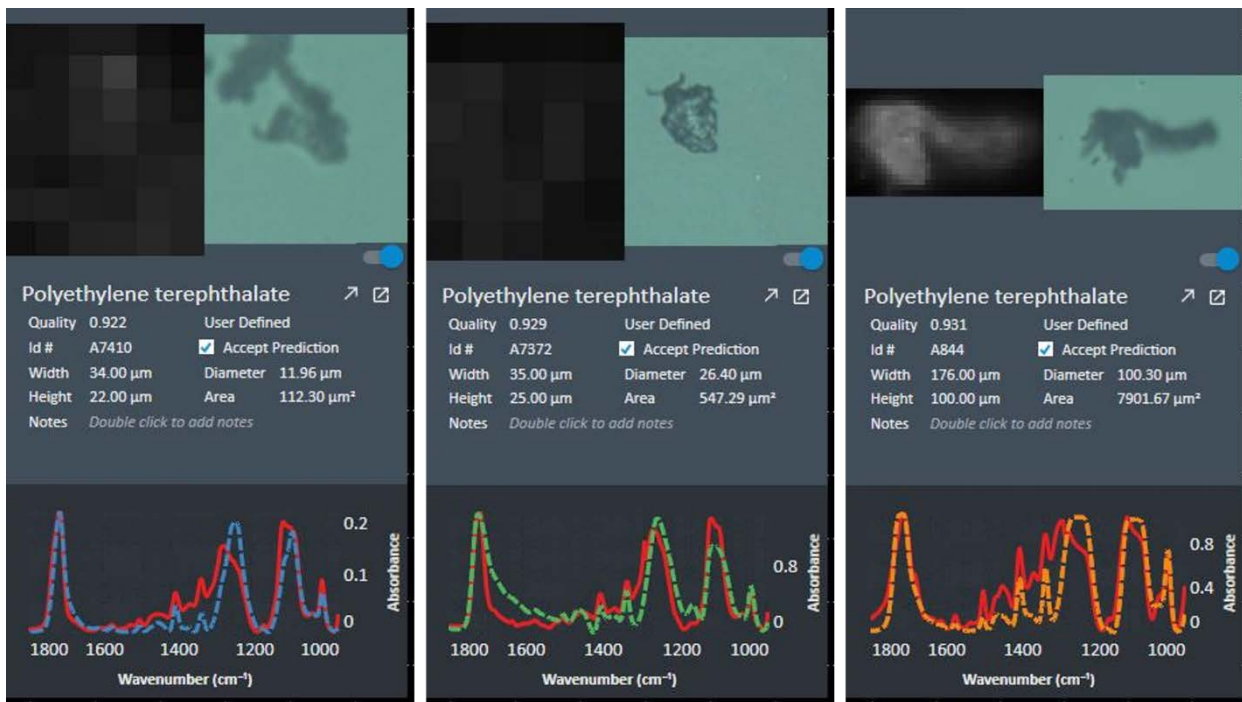 Polyethylene terephthalate
Quality 0.922 User Defined
Id # A7410 Accept Prediction
Width 34.00 µm Diameter 11.96 µm
Height 22.00 µm Area 112.30 µm²
Notes Double click to add notes
0.2
0.1
0
Absorbance
1800 1600 1400 1200 1000
Wavenumber (cm⁻¹)
Polyethylene terephthalate
Quality 0.929 User Defined
Id # A7372 Accept Prediction
Width 35.00 µm Diameter 26.40 µm
Height 25.00 µm Area 547.29 µm²
Notes Double click to add notes
0.8
0
Absorbance
1800 1600 1400 1200 1000
Wavenumber (cm⁻¹)
Polyethylene terephthalate
Quality 0.931 User Defined
Id # A844 Accept Prediction
Width 176.00 µm Diameter 100.30 µm
Height 100.00 µm Area 7901.67 µm²
Notes Double click to add notes
0.8
0.4
0
Absorbance
1800 1600 1400 1200 1000
Wavenumber (cm⁻¹)